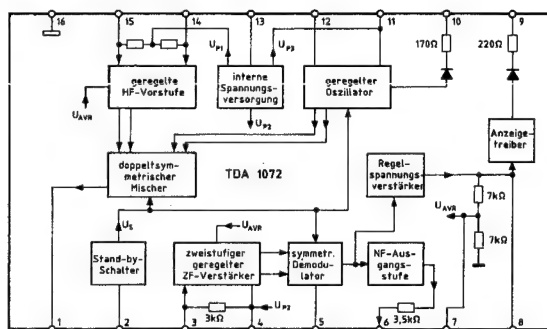 16 15 14 13 12 11 10 9
U_P1
U_P3
170Ω
220Ω
geregelte
HF-Vorstufe
interne
Spannungs-
versorgung
geregelter
Oszillator
U_AVR
U_P2
Anzeige-
treiber
doppeltsym-
metrischer
Mischer
TDA 1072
Regel-
spannungs-
verstärker
U_S
U_AVR
U_AVR
7kΩ
7kΩ
Stand-by-
Schalter
zweistufiger
geregelter
ZF-Verstärker
symmetr.
Demodu-
lator
NF-Aus-
gangs-
stufe
3kΩ
U_P2
3,5kΩ
1 2 3 4 5 6 7 8